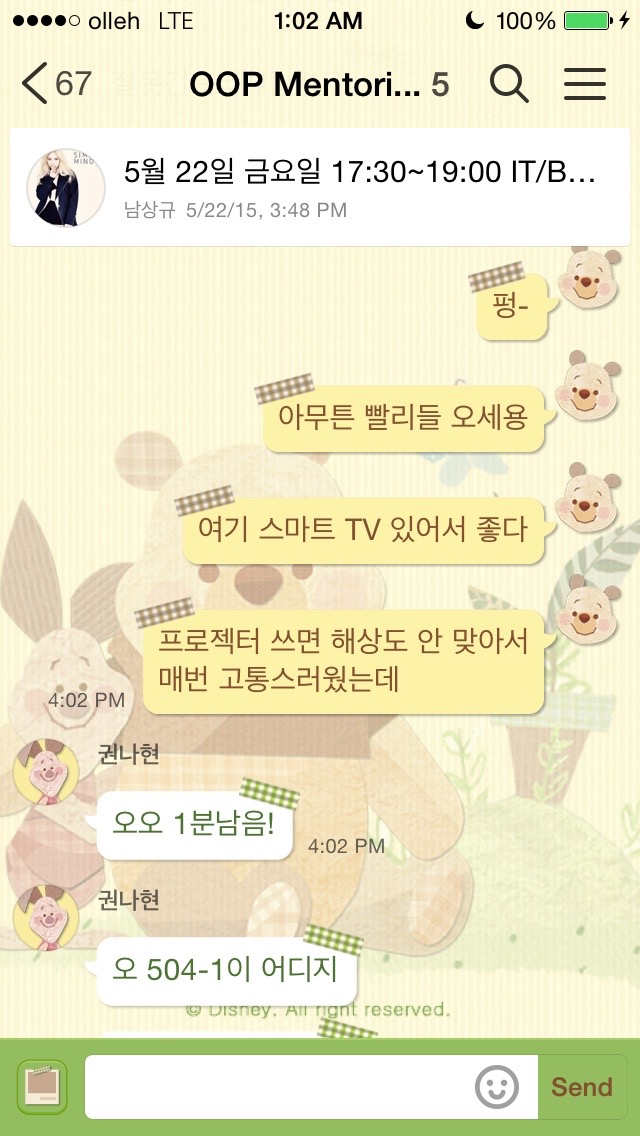 olleh LTE 1:02 AM 100%
67 OOP Mentori... 5
5월 22일 금요일 17:30~19:00 IT/B...
남상규 5/22/15, 3:48 PM
펑-
아무튼 빨리들 오세용
여기 스마트 TV 있어서 좋다
프로젝터 쓰면 해상도 안 맞아서
매번 고통스러웠는데
4:02 PM
권나현
오오 1분남음!
4:02 PM
권나현
오 504-1이 어디지
© Disney. All right reserved.
Send